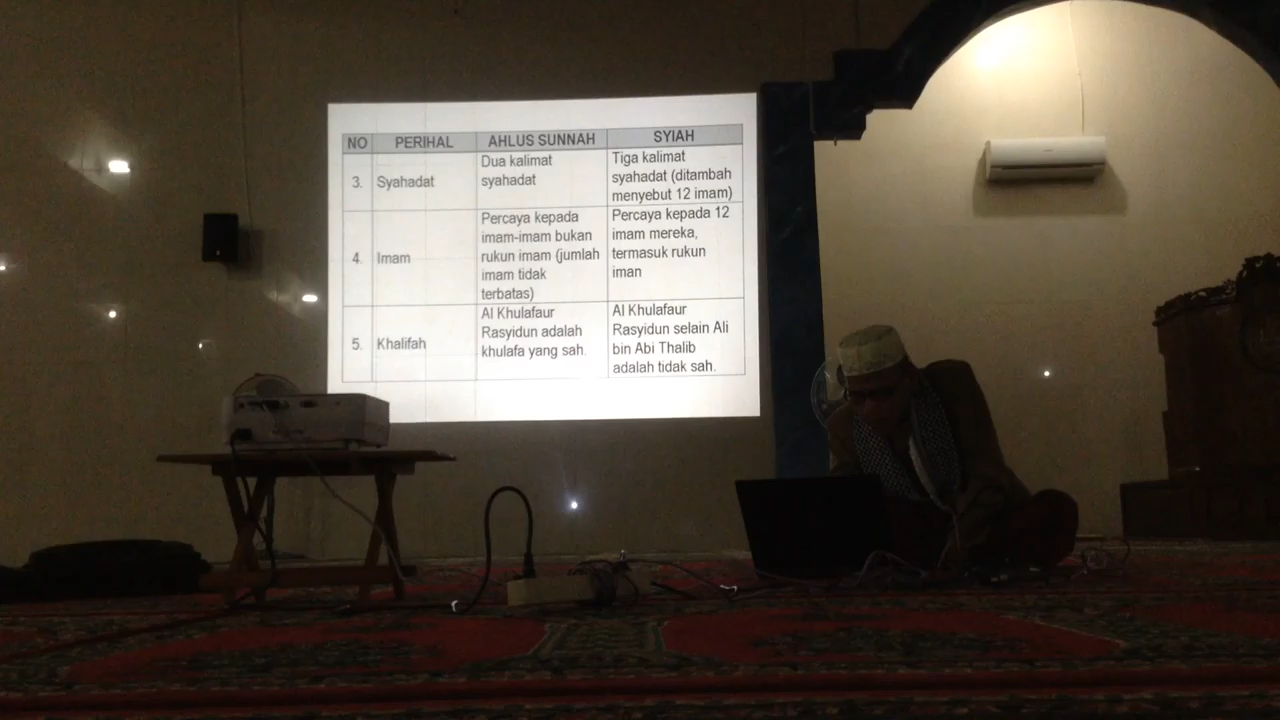 NO PERIHAL AHLUS SUNNAH SYIAH
3. Syahadat
Dua kalimat
syahadat
Tiga kalimat
syahadat (ditambah
menyebut 12 imam)
4. Imam
Percaya kepada
imam-imam bukan
rukun imam (jumlah
imam tidak
terbatas)
Percaya kepada 12
imam mereka,
termasuk rukun
iman
5. Khalifah
Al Khulafaur
Rasyidun adalah
khulafa yang sah.
Al Khulafaur
Rasyidun selain Ali
bin Abi Thalib
adalah tidak sah.